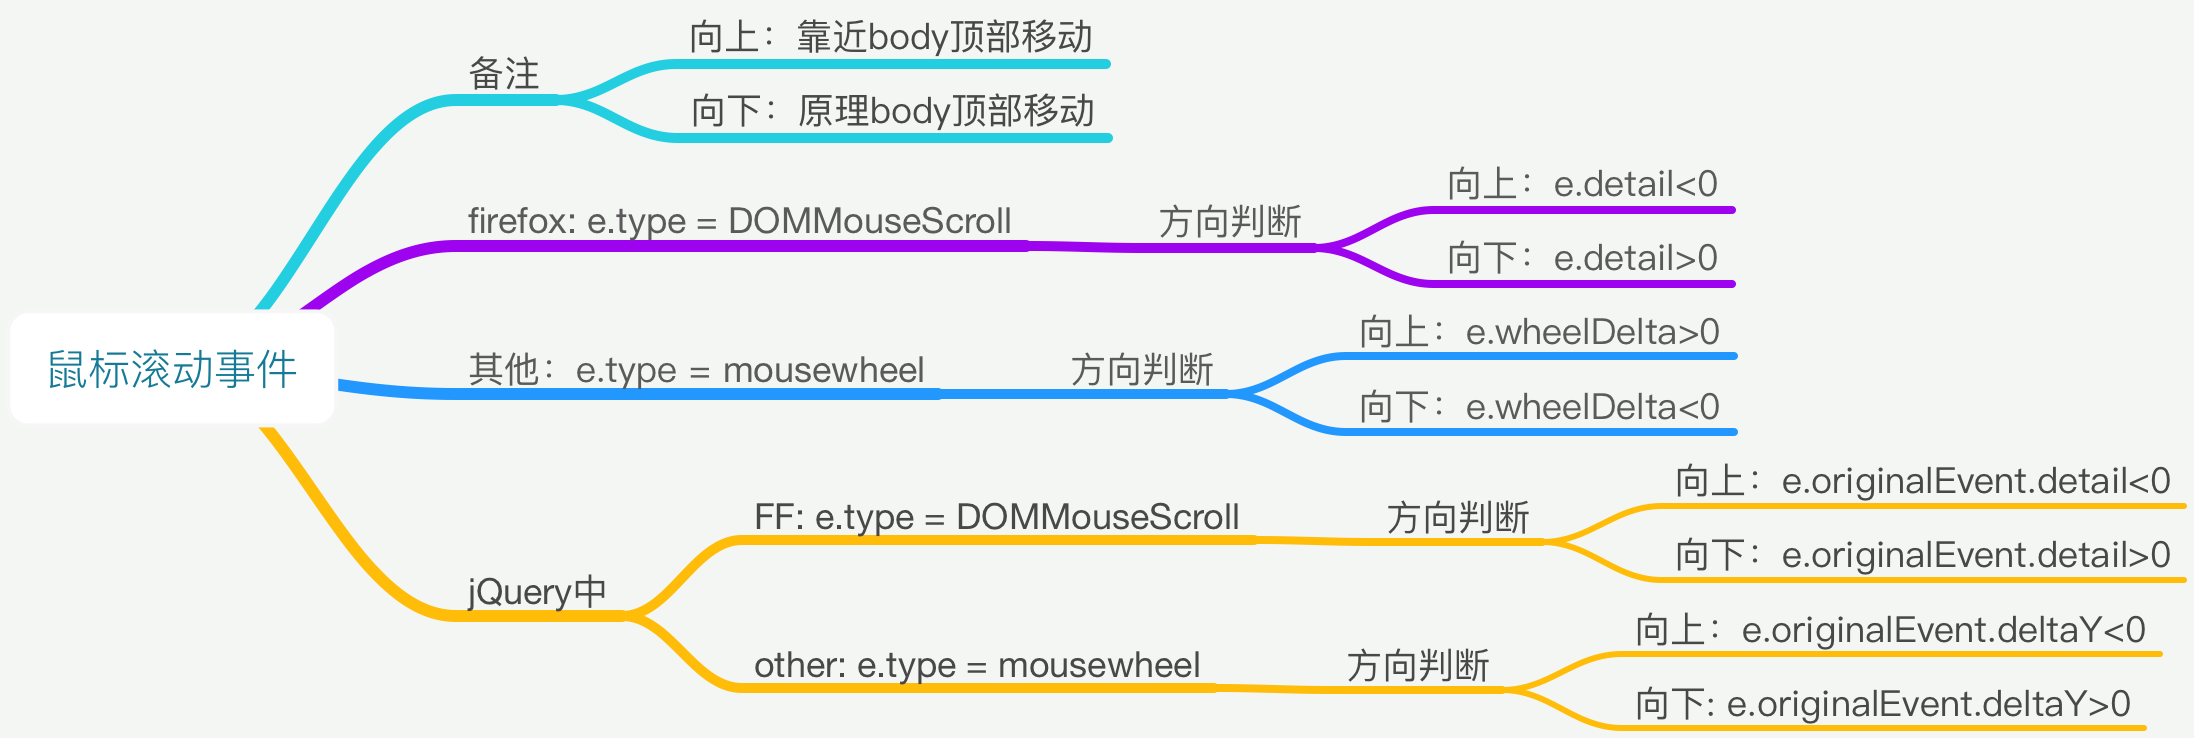 向上：靠近body顶部移动
备注
向下：原理body顶部移动
向上：e.detail<0
firefox: e.type = DOMMouseScroll
方向判断
向下：e.detail>0
鼠标滚动事件
向上：e.wheelDelta>0
其他：e.type = mousewheel
方向判断
向下：e.wheelDelta<0
向上：e.originalEvent.detail<0
FF: e.type = DOMMouseScroll
方向判断
向下：e.originalEvent.detail>0
jQuery中
向上：e.originalEvent.deltaY<0
other: e.type = mousewheel
方向判断
向下: e.originalEvent.deltaY>0